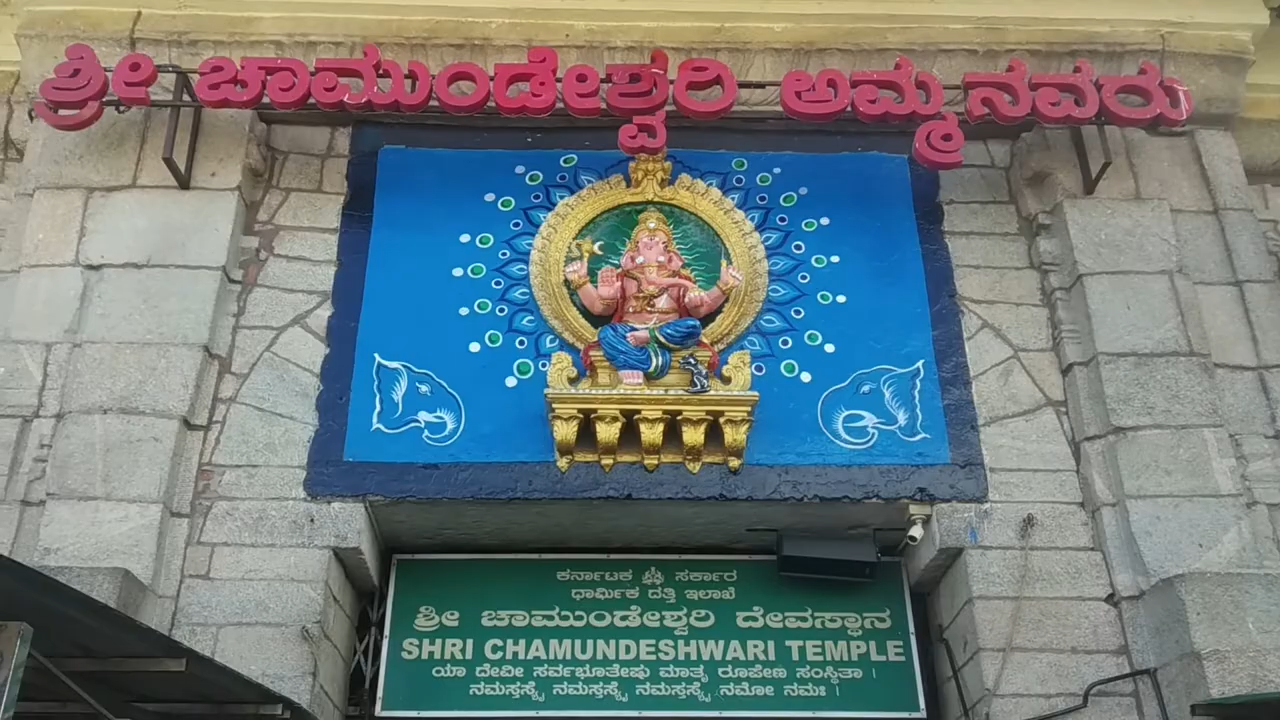 ಶ್ರೀ ಚಾಮುಂಡೇಶ್ವರಿ ಅಮ್ಮನವರು
ಕರ್ನಾಟಕ ಸರ್ಕಾರ
ಧಾರ್ಮಿಕ ದತ್ತಿ ಇಲಾಖೆ
ಶ್ರೀ ಚಾಮುಂಡೇಶ್ವರಿ ದೇವಸ್ಥಾನ
SHRI CHAMUNDESHWARI TEMPLE
ಯಾ ದೇವೀ ಸರ್ವಭೂತೇಷು ಮಾತೃ ರೂಪೇಣ ಸಂಸ್ಥಿತಾ ।
ನಮಸ್ತಸ್ಯೈ ನಮಸ್ತಸ್ಯೈ ನಮಸ್ತಸ್ಯೈ ನಮೋ ನಮಃ ।